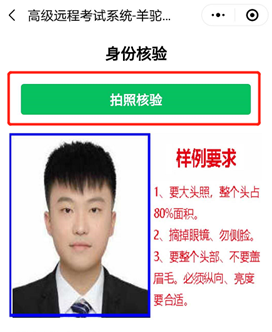 高级远程考试系统-羊驼...
身份核验
拍照核验
样例要求
1、要大头照，整个头占
80%面积。
2、摘掉眼镜、勿侧脸。
3、要整个头部、不要盖
眉毛。必须纵向、亮度
要合适。